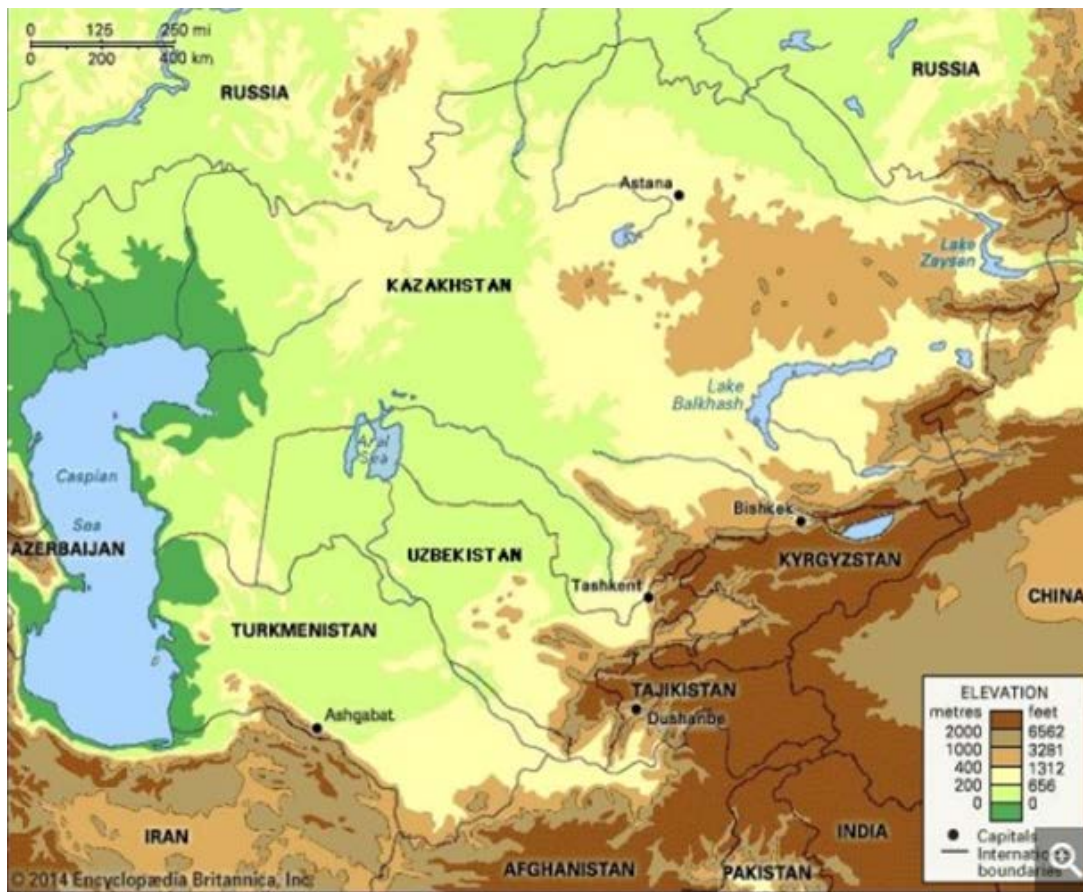 0 125 250 mi
0 200 400 km
RUSSIA
RUSSIA
Astana
Lake
Zaysan
KAZAKHSTAN
Lake
Balkhash
Aral
Sea
Caspian
Sea
Bishkek
AZERBAIJAN
UZBEKISTAN
KYRGYZSTAN
Tashkent
CHINA
TURKMENISTAN
TAJIKISTAN
Ashgabat
Dushanbe
ELEVATION
metres feet
2000 6562
1000 3281
400 1312
200 656
0 0
Capitals
Internatio
boundaries
IRAN
INDIA
AFGHANISTAN
PAKISTAN
© 2014 Encyclopædia Britannica, Inc.